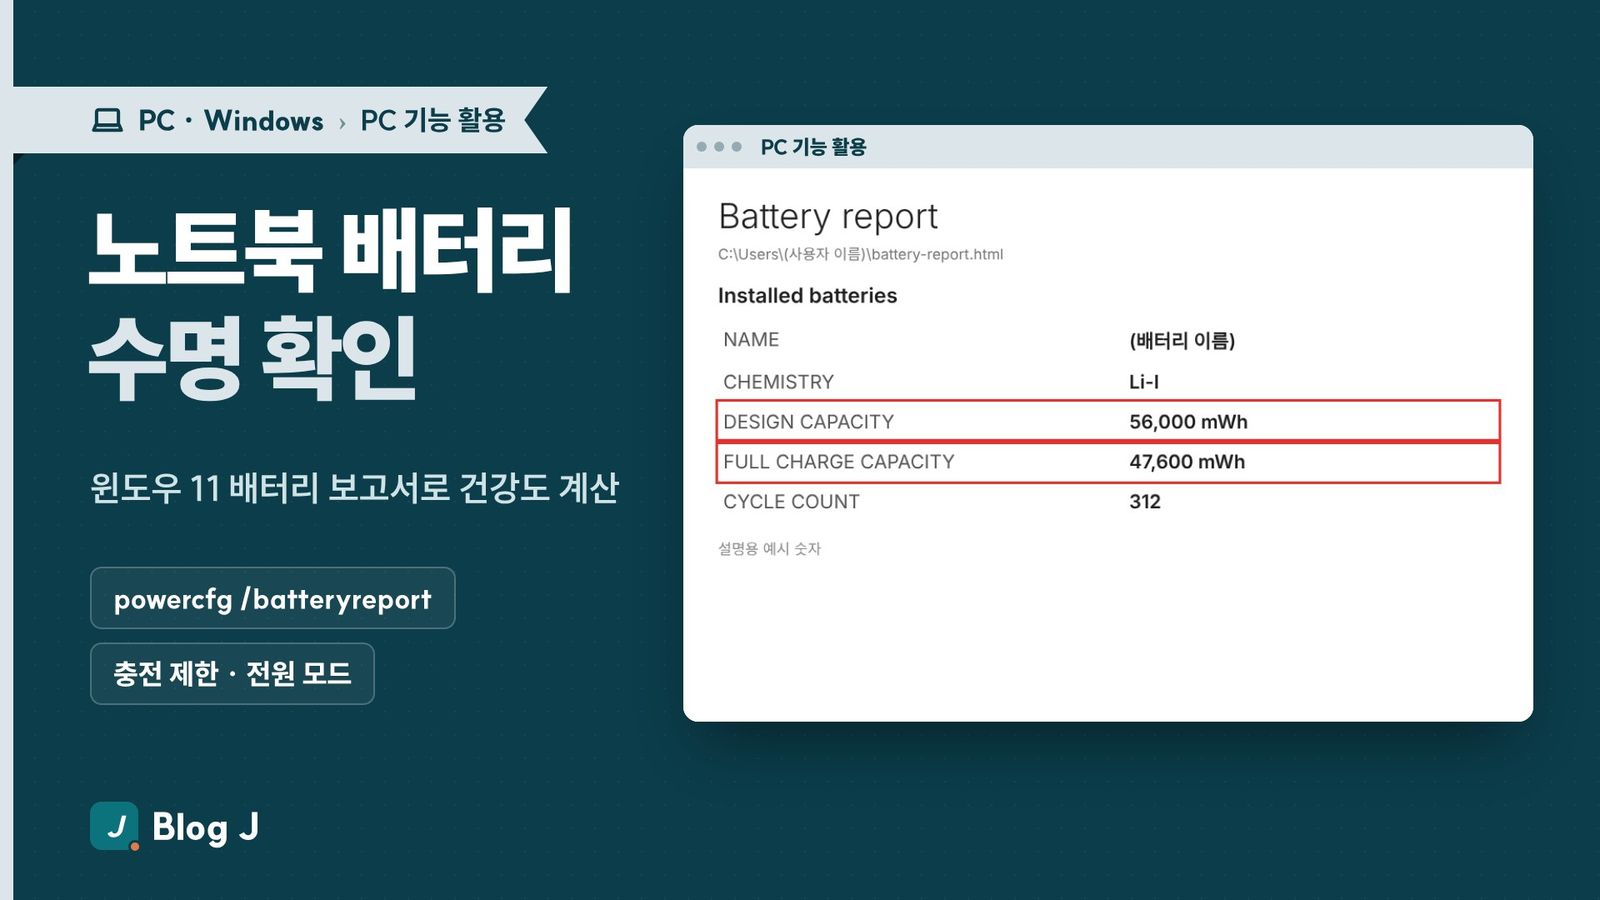 PC · Windows › PC 기능 활용
노트북 배터리
수명 확인
윈도우 11 배터리 보고서로 건강도 계산
powercfg /batteryreport
충전 제한 · 전원 모드
J Blog J
PC 기능 활용
Battery report
C:\Users\(사용자 이름)\battery-report.html
Installed batteries
NAME (배터리 이름)
CHEMISTRY Li-I
DESIGN CAPACITY 56,000 mWh
FULL CHARGE CAPACITY 47,600 mWh
CYCLE COUNT 312
설명용 예시 숫자